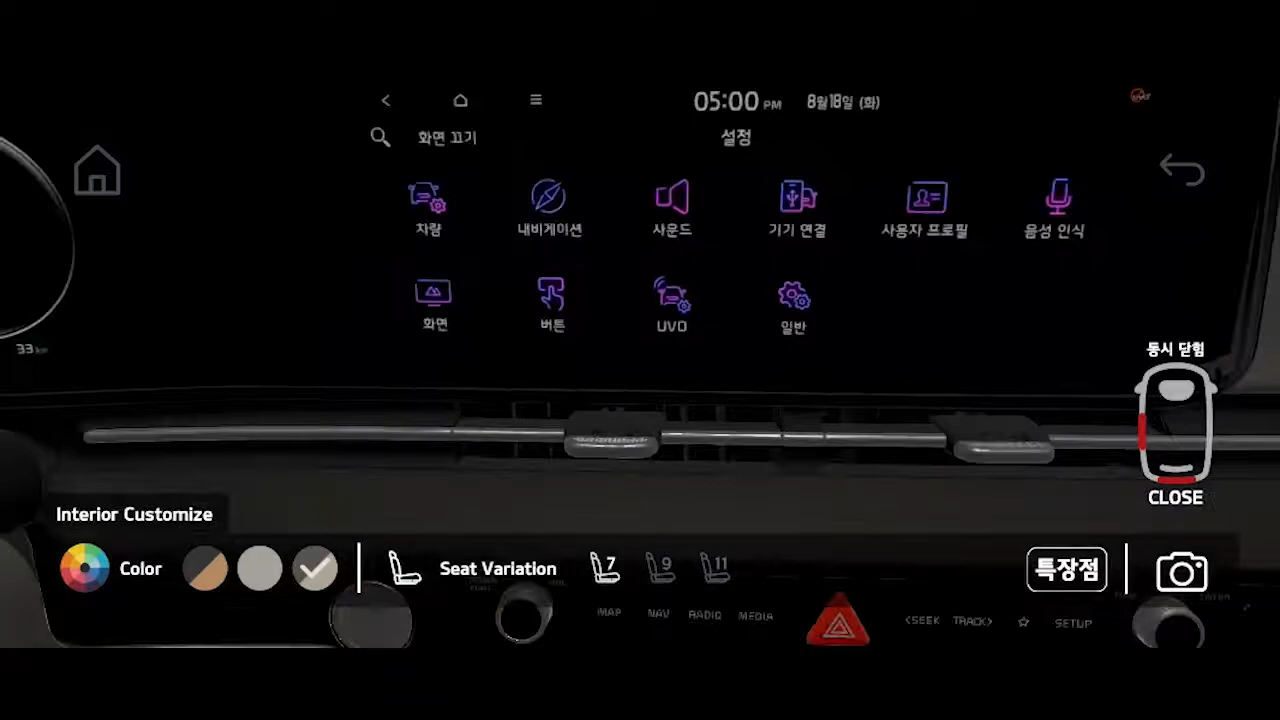 05:00 PM 8월18일 (화)
화면 끄기
설정
차량
내비게이션
사운드
기기 연결
사용자 프로필
음성 인식
화면
버튼
UVO
일반
33 km
동시 닫힘
CLOSE
Interior Customize
Color
Seat Variation
7
9
11
특장점
MAP
NAV
RADIO
MEDIA
<SEEK
TRACK>
SETUP